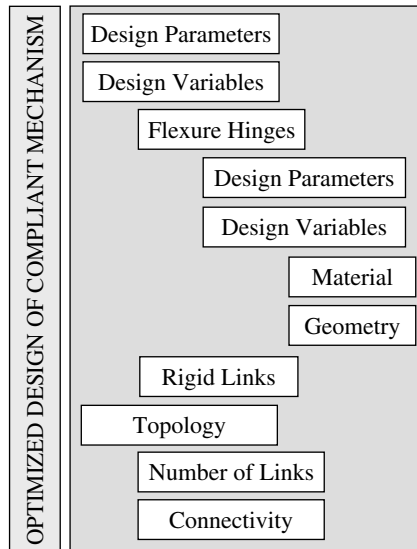 OPTIMIZED DESIGN OF COMPLIANT MECHANISM
Design Parameters
Design Variables
Flexure Hinges
Design Parameters
Design Variables
Material
Geometry
Rigid Links
Topology
Number of Links
Connectivity